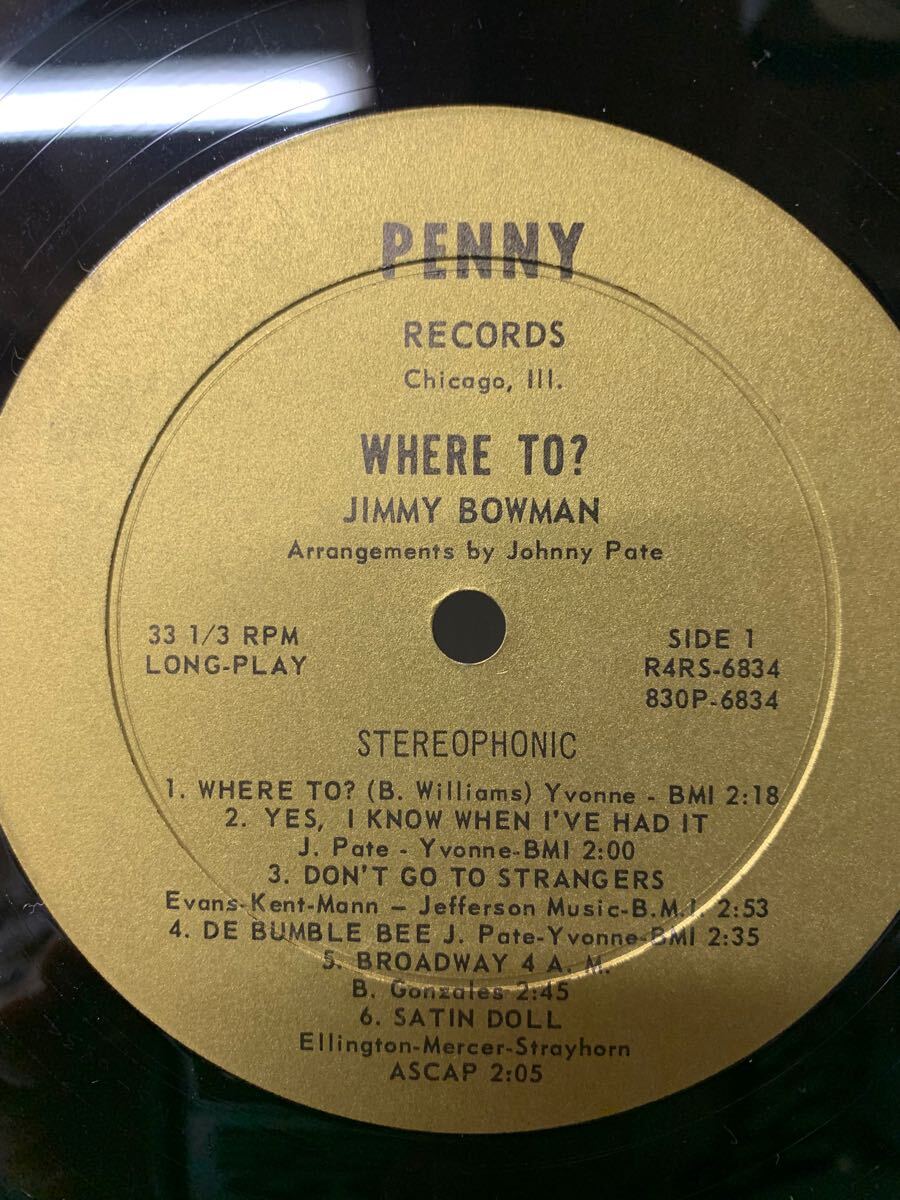 PENNY
RECORDS
Chicago, Ill.
WHERE TO?
JIMMY BOWMAN
Arrangements by Johnny Pate
33 1/3 RPM
LONG-PLAY
SIDE 1
R4RS-6834
830P-6834
STEREOPHONIC
1. WHERE TO? (B. Williams) Yvonne - BMI 2:18
2. YES, I KNOW WHEN I'VE HAD IT
J. Pate - Yvonne-BMI 2:00
3. DON'T GO TO STRANGERS
Evans-Kent-Mann – Jefferson Music-B.M.I. 2:53
4. DE BUMBLE BEE J. Pate-Yvonne-BMI 2:35
5. BROADWAY 4 A. M.
B. Gonzales 2:45
6. SATIN DOLL
Ellington-Mercer-Strayhorn
ASCAP 2:05